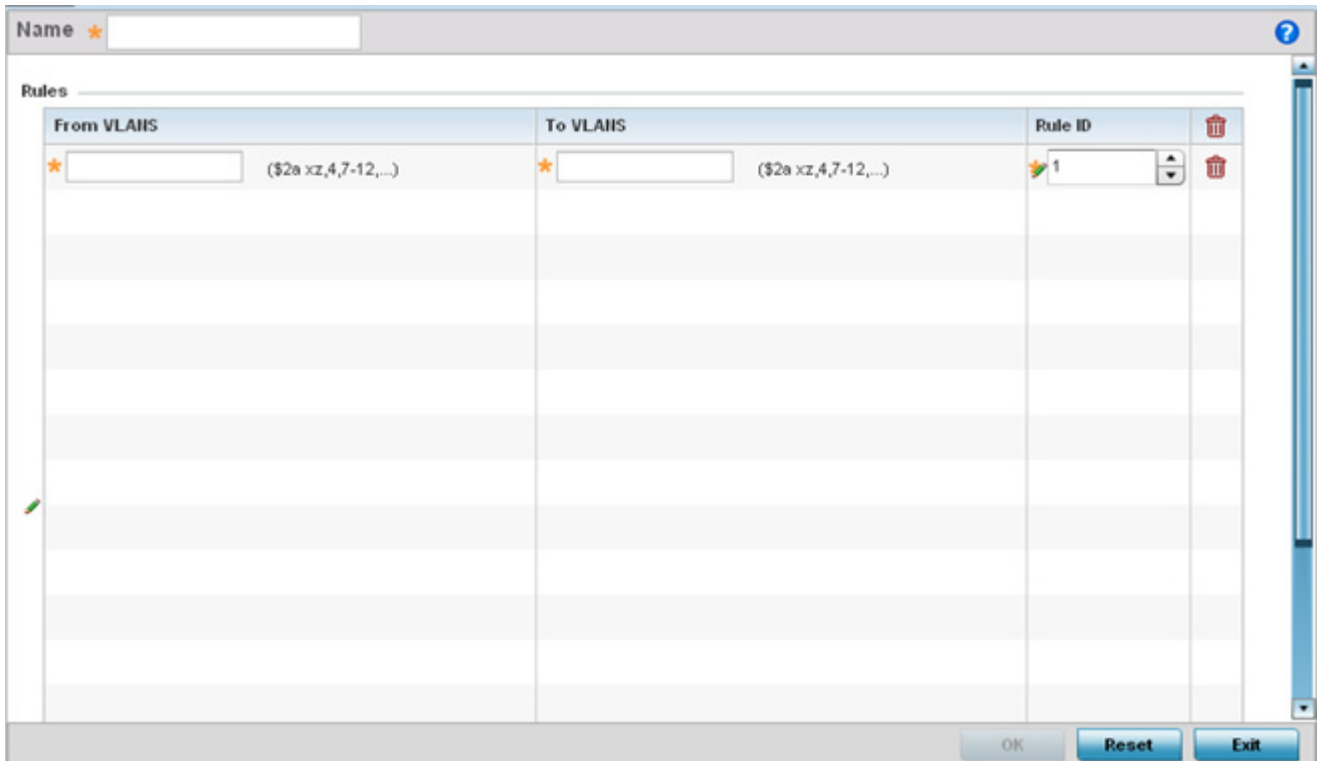 Name
Rules
From VLANS To VLANS Rule ID
($2a xz,4,7-12,...) ($2a xz,4,7-12,...) 1
OK Reset Exit